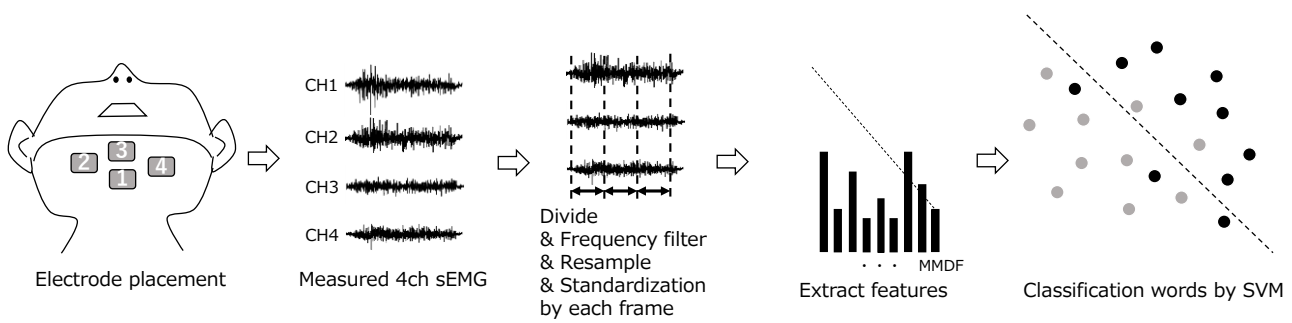 3
2
4
1
Electrode placement
CH1
CH2
CH3
CH4
Measured 4ch sEMG
Divide
& Frequency filter
& Resample
& Standardization
by each frame
・・・ MMDF
Extract features
Classification words by SVM